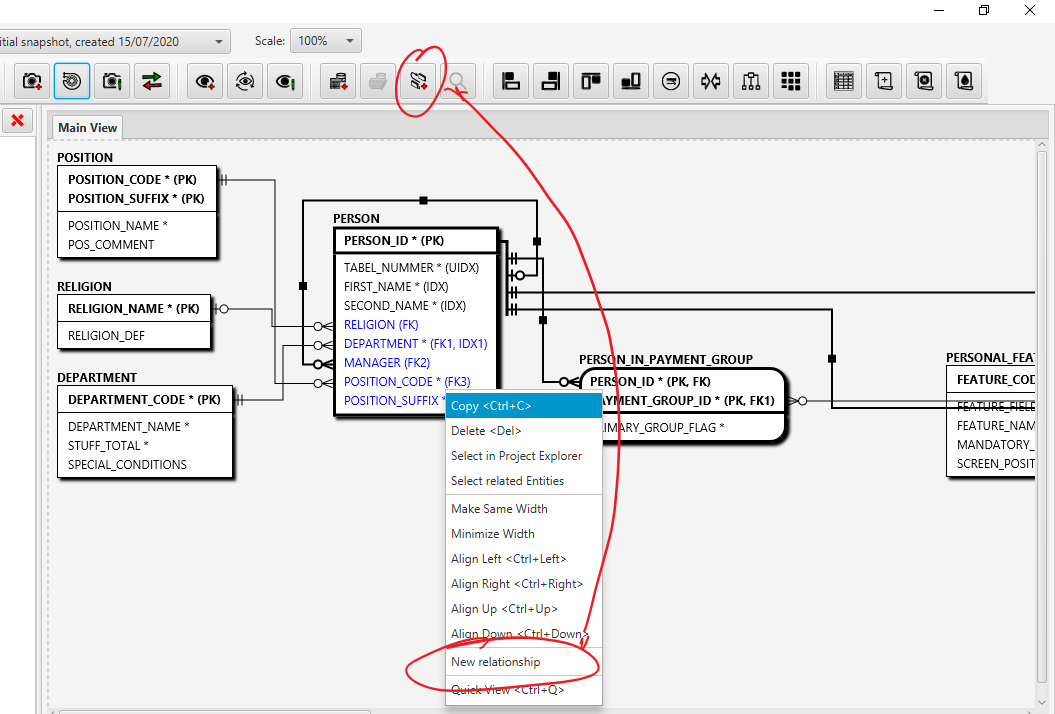 itial snapshot, created 15/07/2020
Scale: 100%
Main View
POSITION
POSITION_CODE * (PK)
POSITION_SUFFIX * (PK)
POSITION_NAME *
POS_COMMENT
RELIGION
RELIGION_NAME * (PK)
RELIGION_DEF
DEPARTMENT
DEPARTMENT_CODE * (PK)
DEPARTMENT_NAME *
STUFF_TOTAL *
SPECIAL_CONDITIONS
PERSON
PERSON_ID * (PK)
TABEL_NUMMER * (UIDX)
FIRST_NAME * (IDX)
SECOND_NAME * (IDX)
RELIGION (FK)
DEPARTMENT * (FK1, IDX1)
MANAGER (FK2)
POSITION_CODE * (FK3)
POSITION_SUFFIX *
Copy <Ctrl+C>
Delete <Del>
Select in Project Explorer
Select related Entities
Make Same Width
Minimize Width
Align Left <Ctrl+Left>
Align Right <Ctrl+Right>
Align Up <Ctrl+Up>
Align Down <Ctrl+Down>
New relationship
Quick View <Ctrl+Q>
PERSON_IN_PAYMENT_GROUP
PERSON_ID * (PK, FK)
AYMENT_GROUP_ID * (PK, FK1)
RIMARY_GROUP_FLAG *
PERSONAL_FEA
FEATURE_COD
FEATURE_FIELD
FEATURE_NAM
MANDATORY_
SCREEN_POSIT